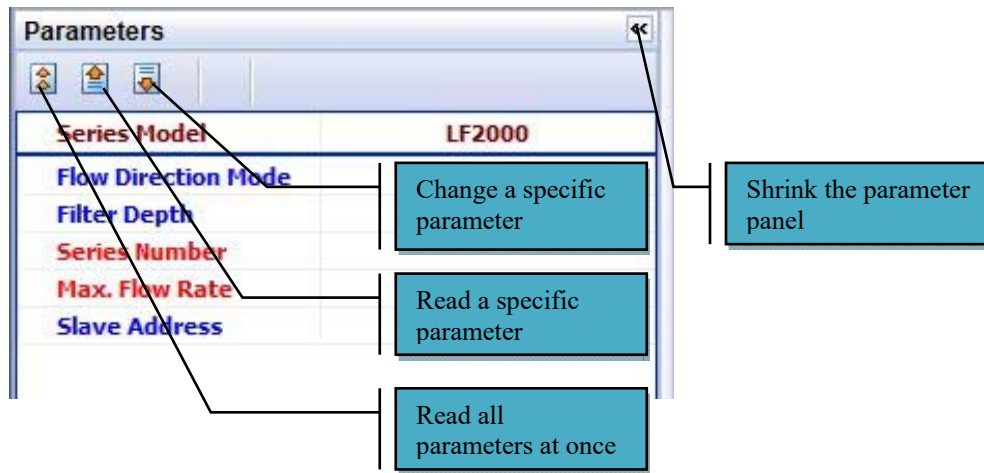 Parameters
Series Model LF2000
Flow Direction Mode
Filter Depth
Series Number
Max. Flow Rate
Slave Address
Change a specific
parameter
Shrink the parameter
panel
Read a specific
parameter
Read all
parameters at once